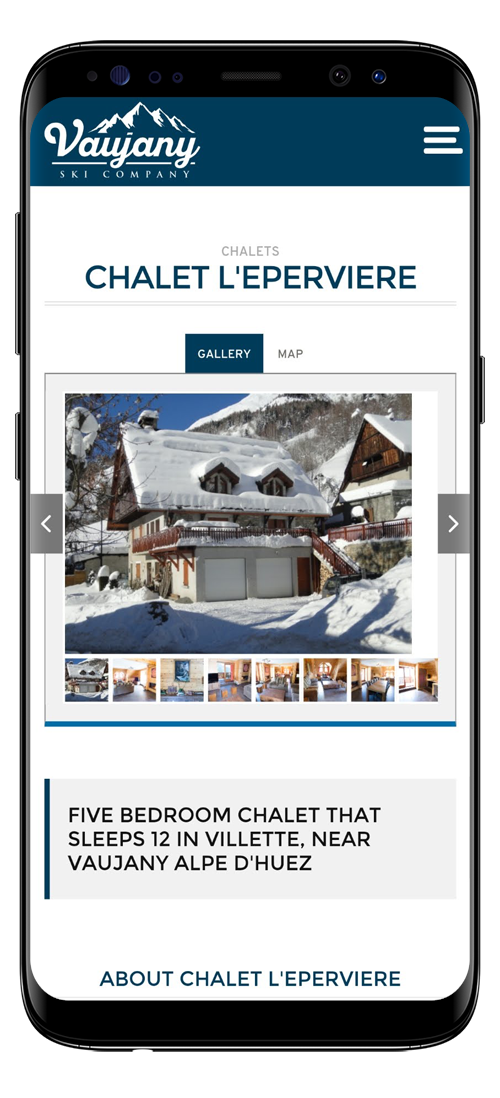 Vaujany
SKI COMPANY
CHALETS
CHALET L'EPERVIERE
GALLERY MAP
FIVE BEDROOM CHALET THAT
SLEEPS 12 IN VILLETTE, NEAR
VAUJANY ALPE D'HUEZ
ABOUT CHALET L'EPERVIERE